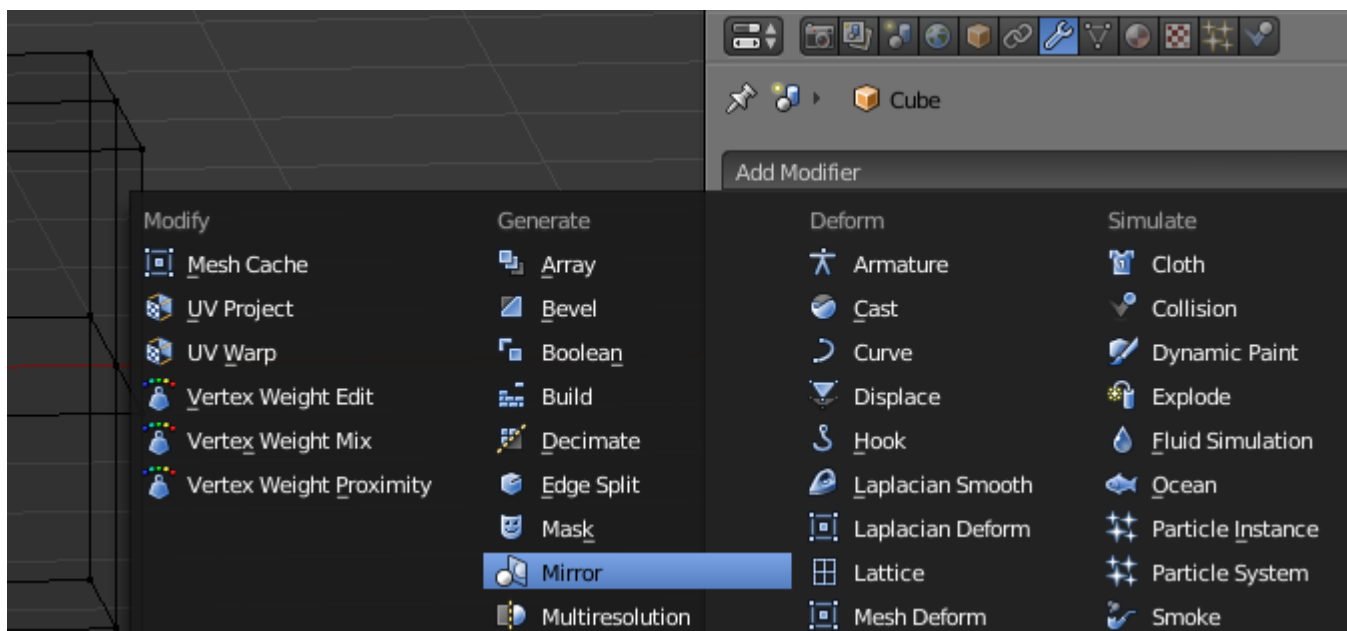 Cube
Add Modifier
Modify
Mesh Cache
UV Project
UV Warp
Vertex Weight Edit
Vertex Weight Mix
Vertex Weight Proximity
Generate
Array
Bevel
Boolean
Build
Decimate
Edge Split
Mask
Mirror
Multiresolution
Deform
Armature
Cast
Curve
Displace
Hook
Laplacian Smooth
Laplacian Deform
Lattice
Mesh Deform
Simulate
Cloth
Collision
Dynamic Paint
Explode
Fluid Simulation
Ocean
Particle Instance
Particle System
Smoke